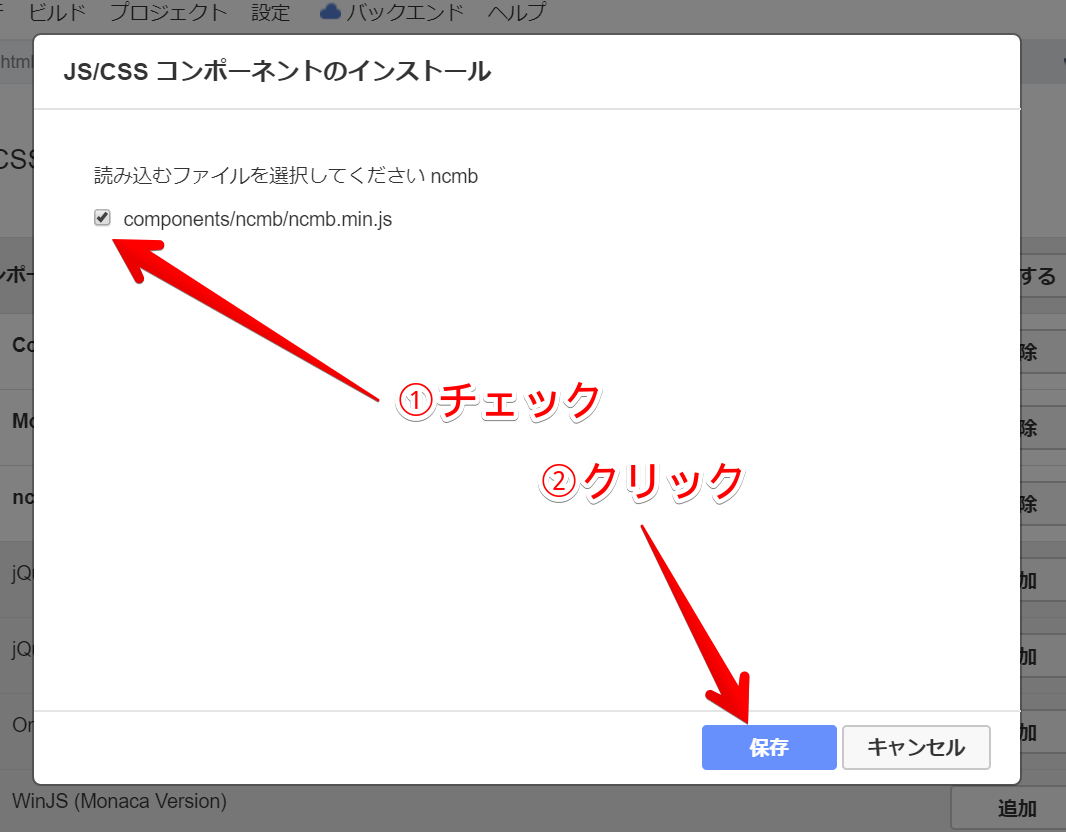 ビルド プロジェクト 設定 バックエンド ヘルプ
html
JS/CSS コンポーネントのインストール
CSS
読み込むファイルを選択してください ncmb
components/ncmb/ncmb.min.js
ンポー
する
Co
除
①チェック
Mo
除
②クリック
nc
除
jQu
加
jQu
加
On
加
保存 キャンセル
WinJS (Monaca Version)
追加